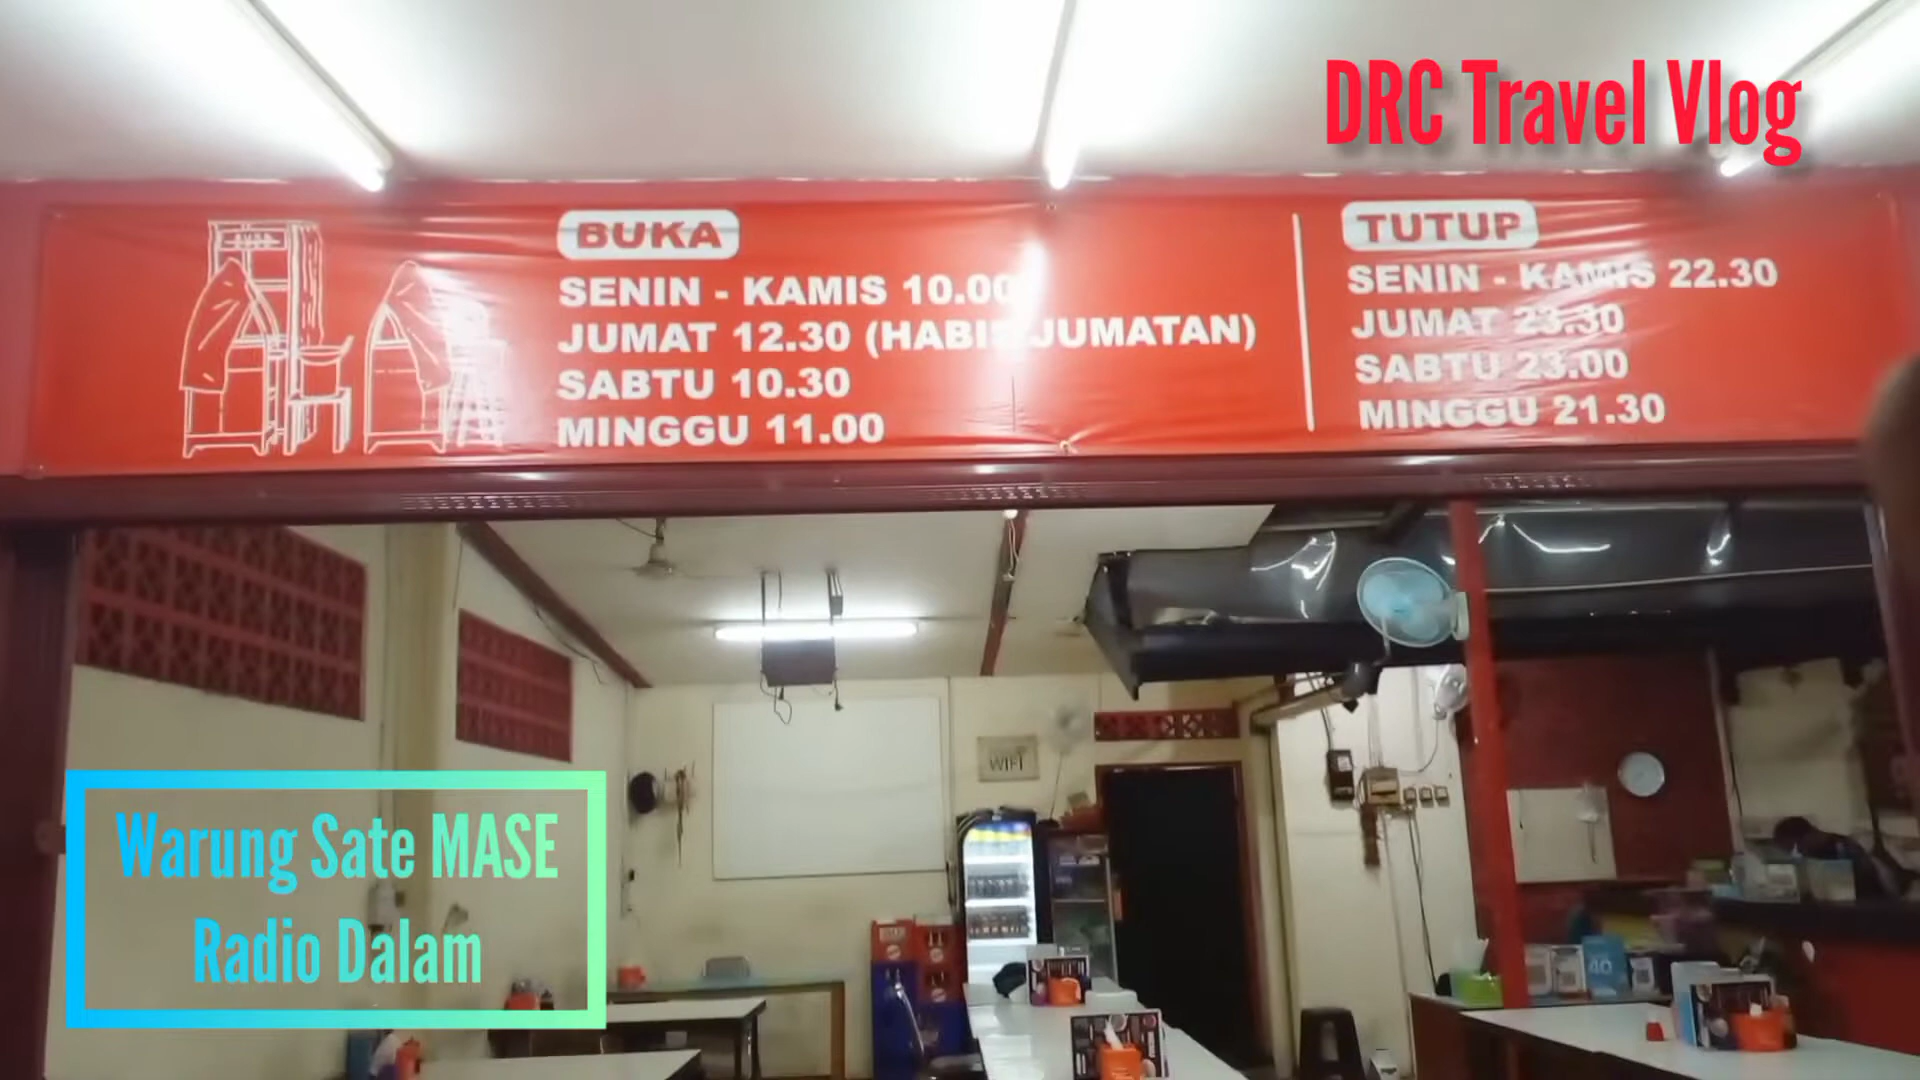 DRC Travel Vlog
BUKA
SENIN - KAMIS 10.00
JUMAT 12.30 (HABIS JUMATAN)
SABTU 10.30
MINGGU 11.00
TUTUP
SENIN - KAMIS 22.30
JUMAT 23.30
SABTU 23.00
MINGGU 21.30
WIFI
40
Warung Sate MASE
Radio Dalam